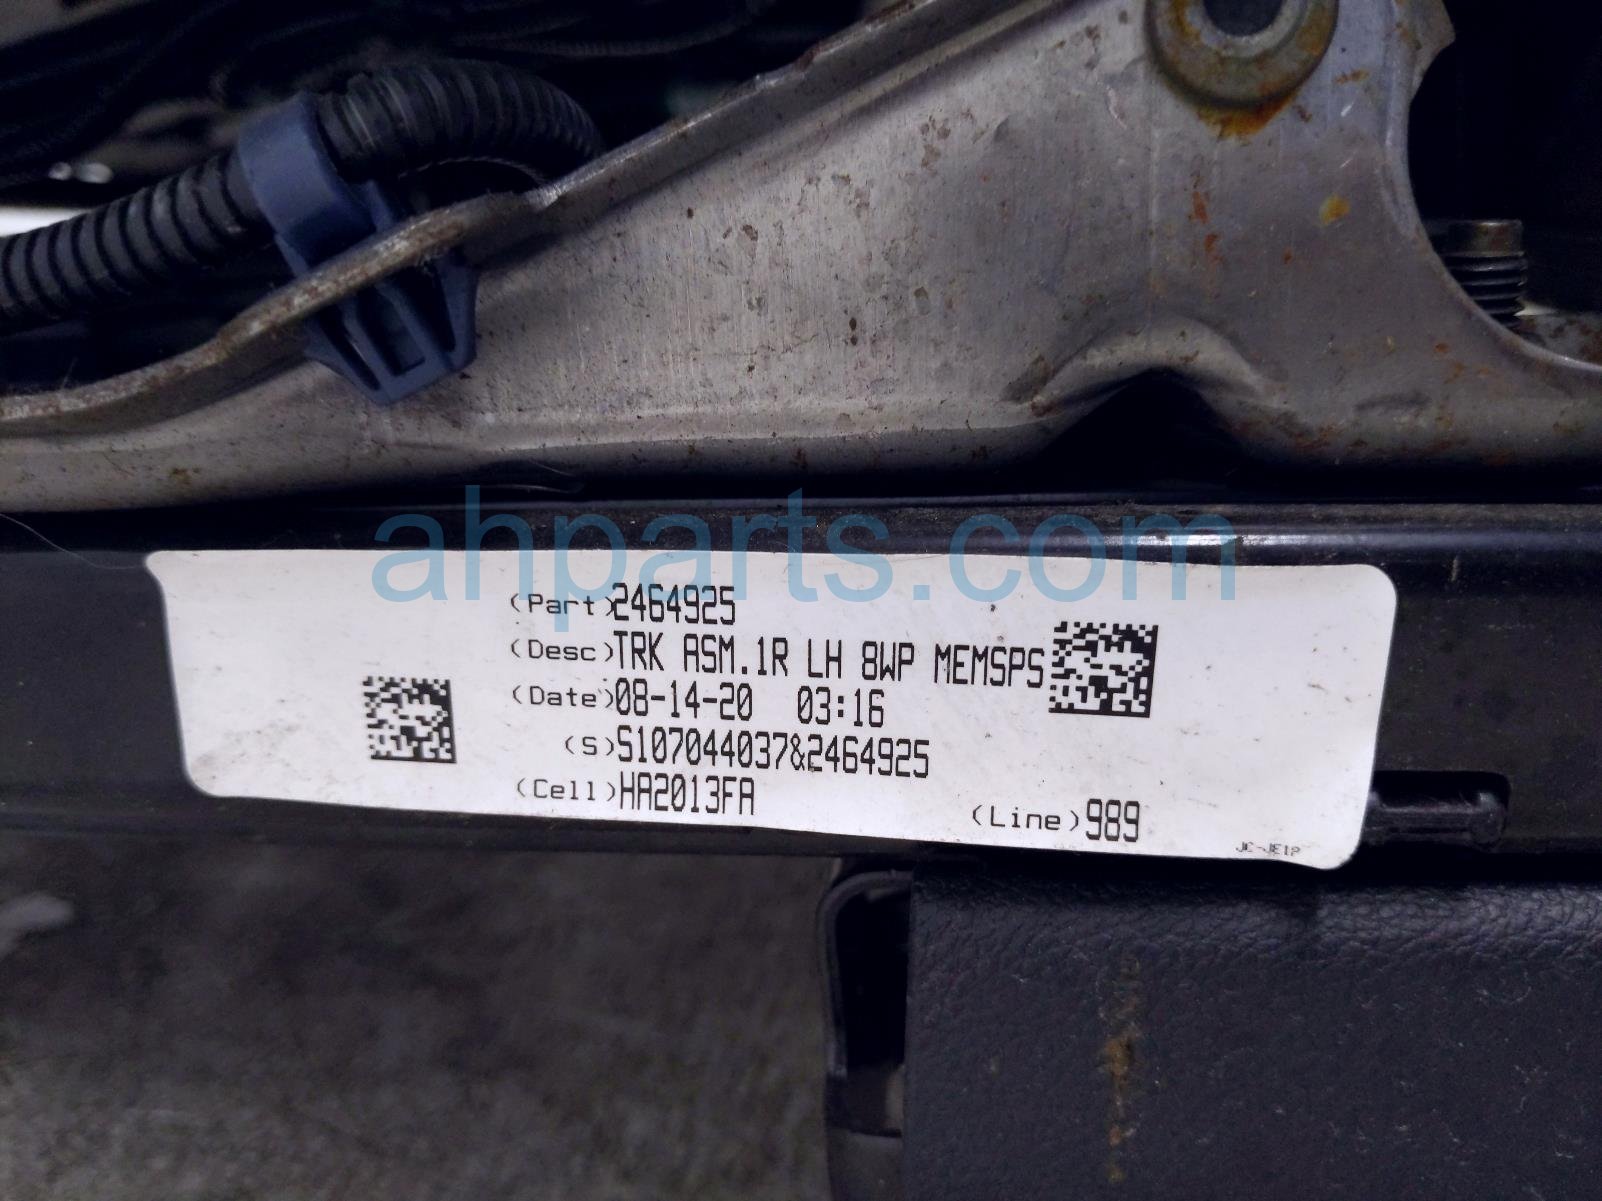 ahparts.com
(Part)2464925
(Desc)TRK ASM.1R LH 8WP MEMSPS
(Date)08-14-20 03:16
(S)S107044037&2464925
(Cell)HA2013FA
(Line)989